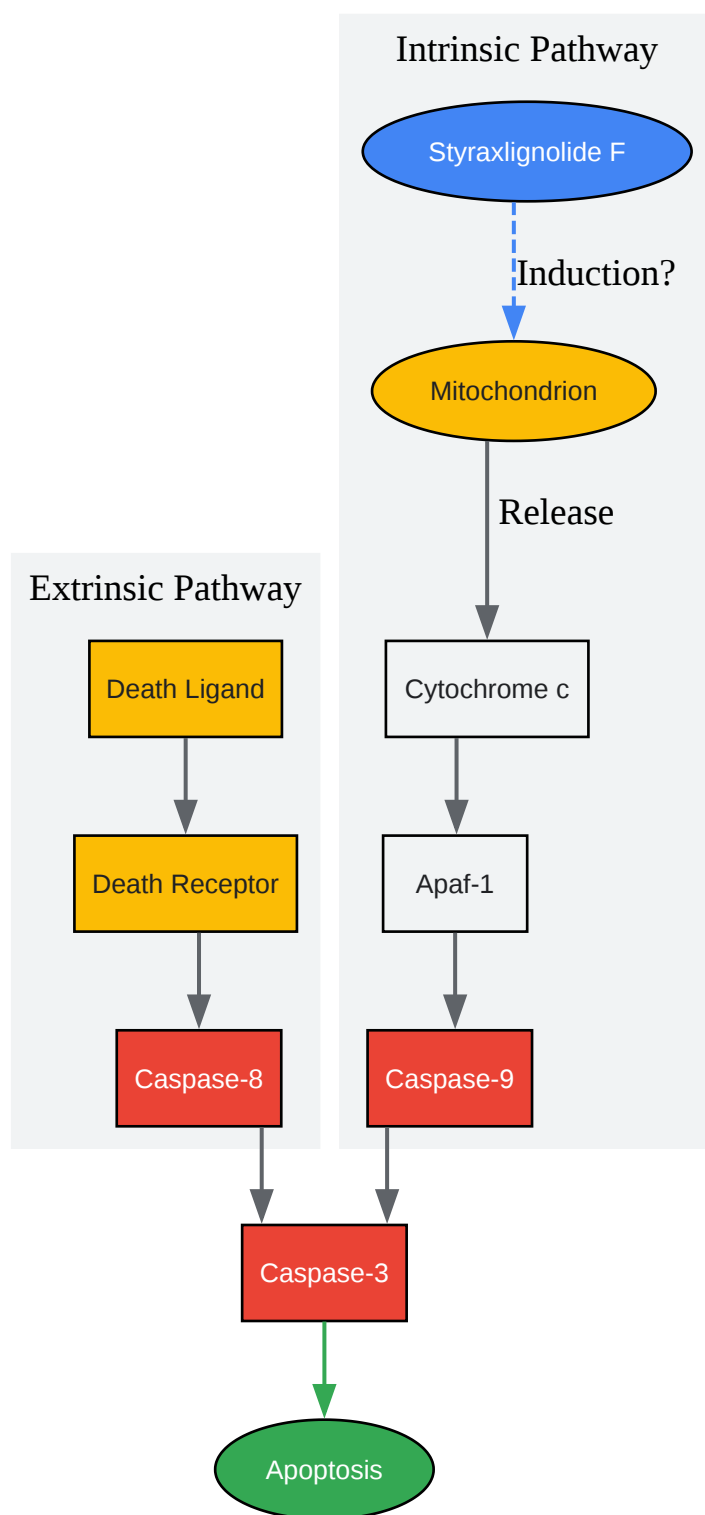 Intrinsic Pathway
Styraxlignolide F
Induction?
Mitochondrion
Release
Extrinsic Pathway
Death Ligand
Cytochrome c
Death Receptor
Apaf-1
Caspase-8
Caspase-9
Caspase-3
Apoptosis